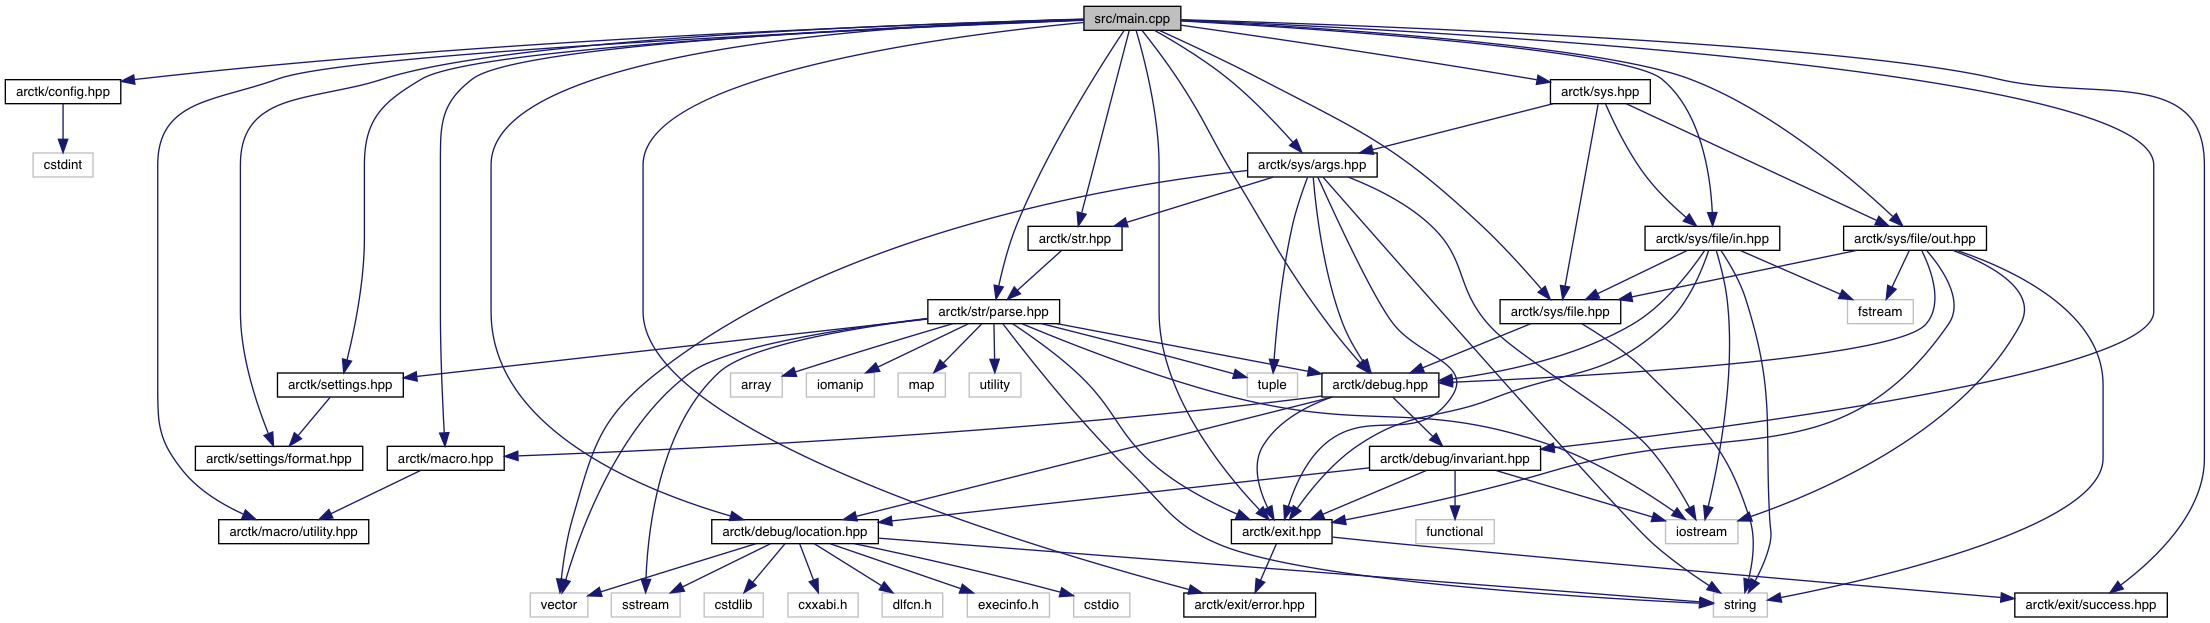 src/main.cpp
arctk/config.hpp
arctk/sys.hpp
cstdint
arctk/sys/args.hpp
arctk/str.hpp
arctk/sys/file/in.hpp
arctk/sys/file/out.hpp
arctk/str/parse.hpp
arctk/sys/file.hpp
fstream
arctk/settings.hpp
array
iomanip
map
utility
tuple
arctk/debug.hpp
arctk/settings/format.hpp
arctk/macro.hpp
arctk/debug/invariant.hpp
arctk/macro/utility.hpp
arctk/debug/location.hpp
arctk/exit.hpp
functional
iostream
vector
sstream
cstdlib
cxxabi.h
dlfcn.h
execinfo.h
cstdio
arctk/exit/error.hpp
string
arctk/exit/success.hpp